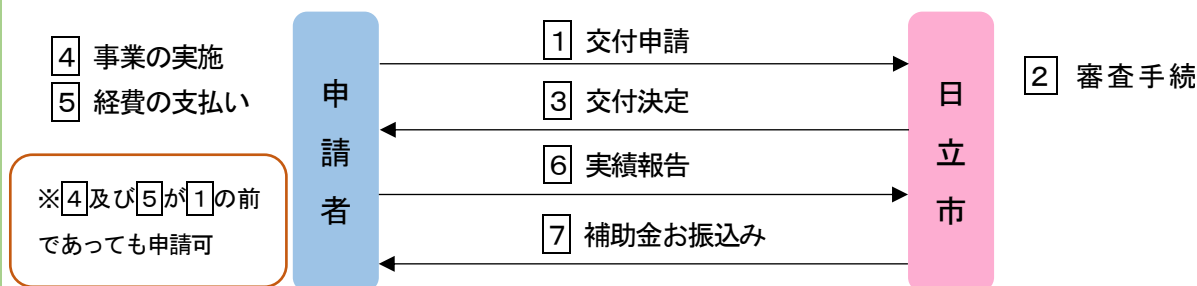 4 事業の実施
5 経費の支払い
※4及び5が1の前
であっても申請可
申請者
1 交付申請
3 交付決定
6 実績報告
7 補助金お振込み
日立市
2 審査手続